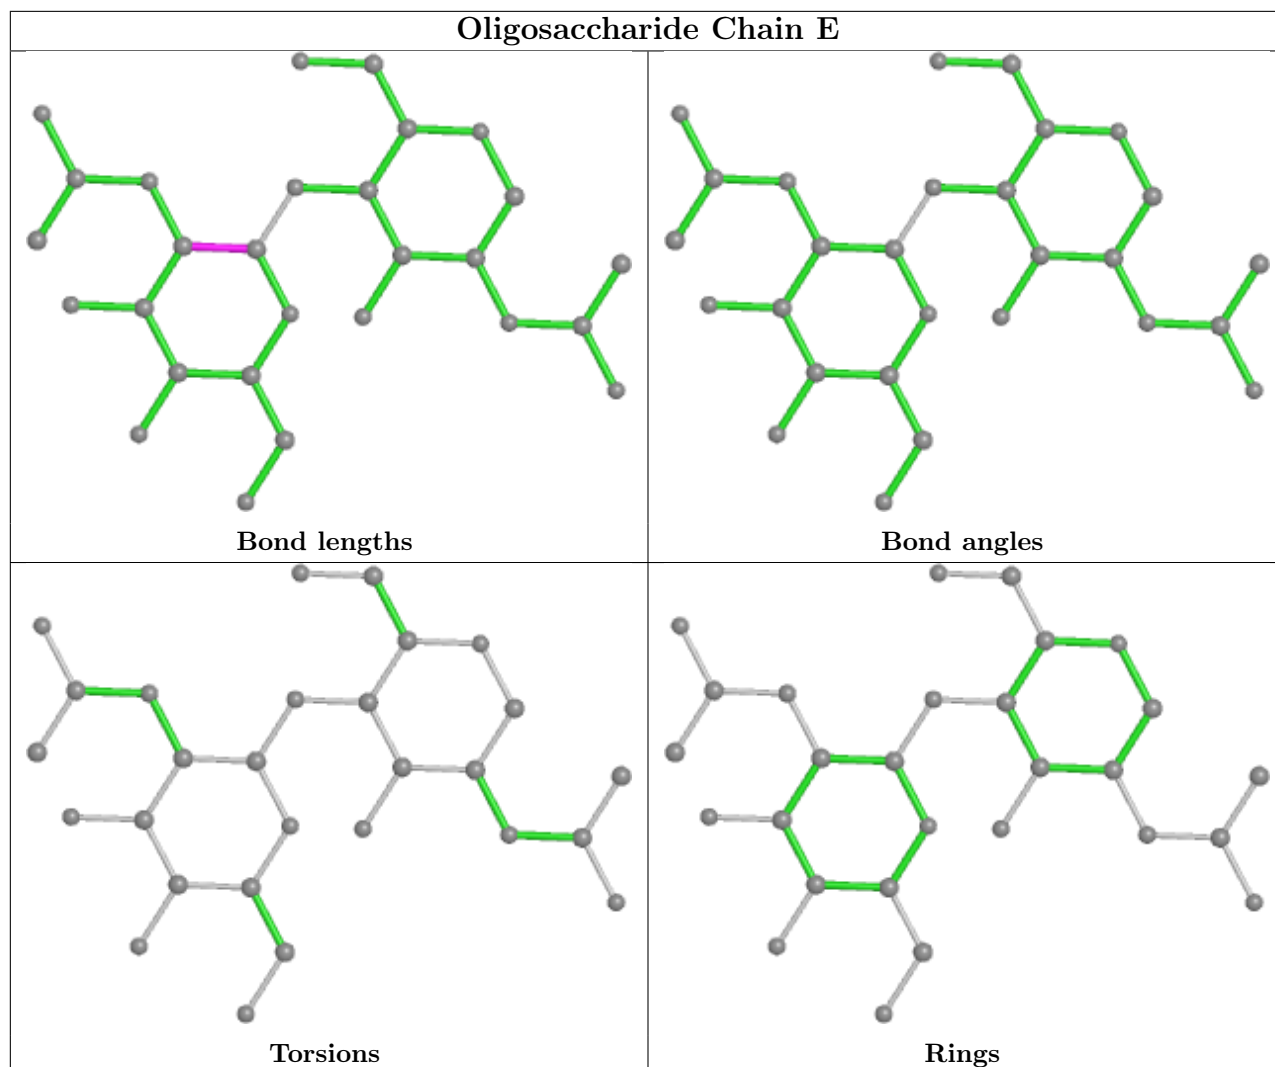 Oligosaccharide Chain E
Bond lengths
Bond angles
Torsions
Rings